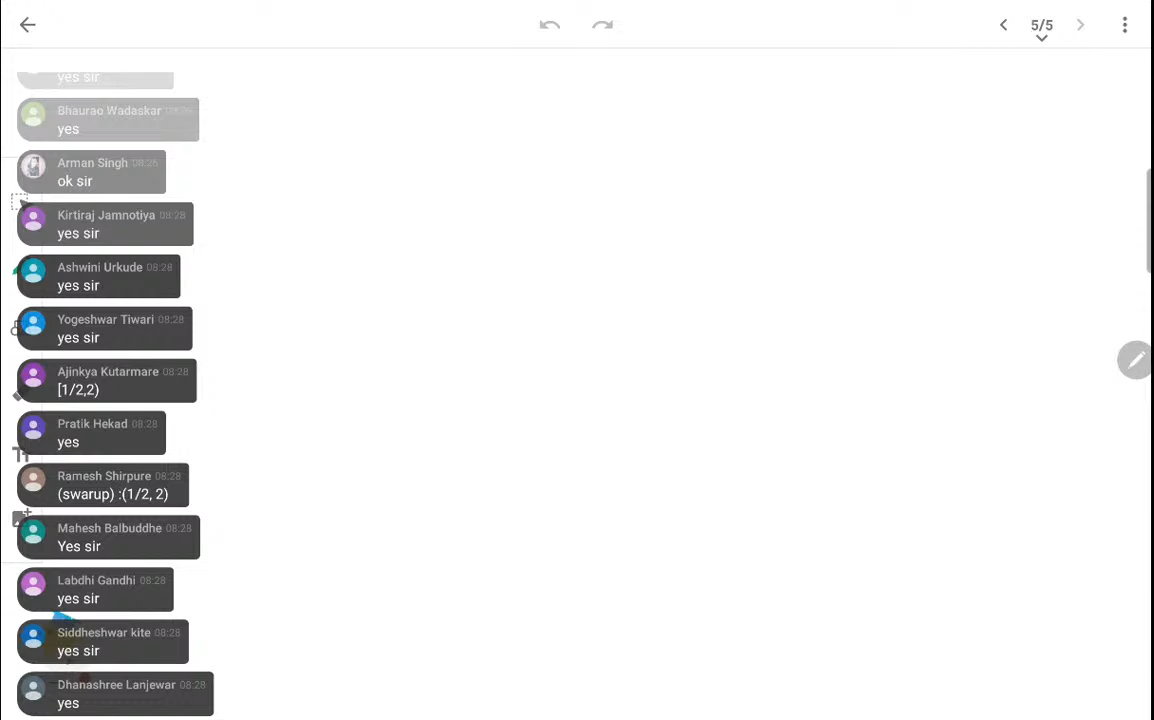 5/5
yes sir
Bhaurao Wadaskar 08:26
yes
Arman Singh 08:26
ok sir
Kirtiraj Jamnotiya 08:28
yes sir
Ashwini Urkude 08:28
yes sir
Yogeshwar Tiwari 08:28
yes sir
Ajinkya Kutarmare 08:28
[1/2,2)
Pratik Hekad 08:28
yes
Ramesh Shirpure 08:28
(swarup) :(1/2, 2)
Mahesh Balbuddhe 08:28
Yes sir
Labdhi Gandhi 08:28
yes sir
Siddheshwar kite 08:28
yes sir
Dhanashree Lanjewar 08:28
yes